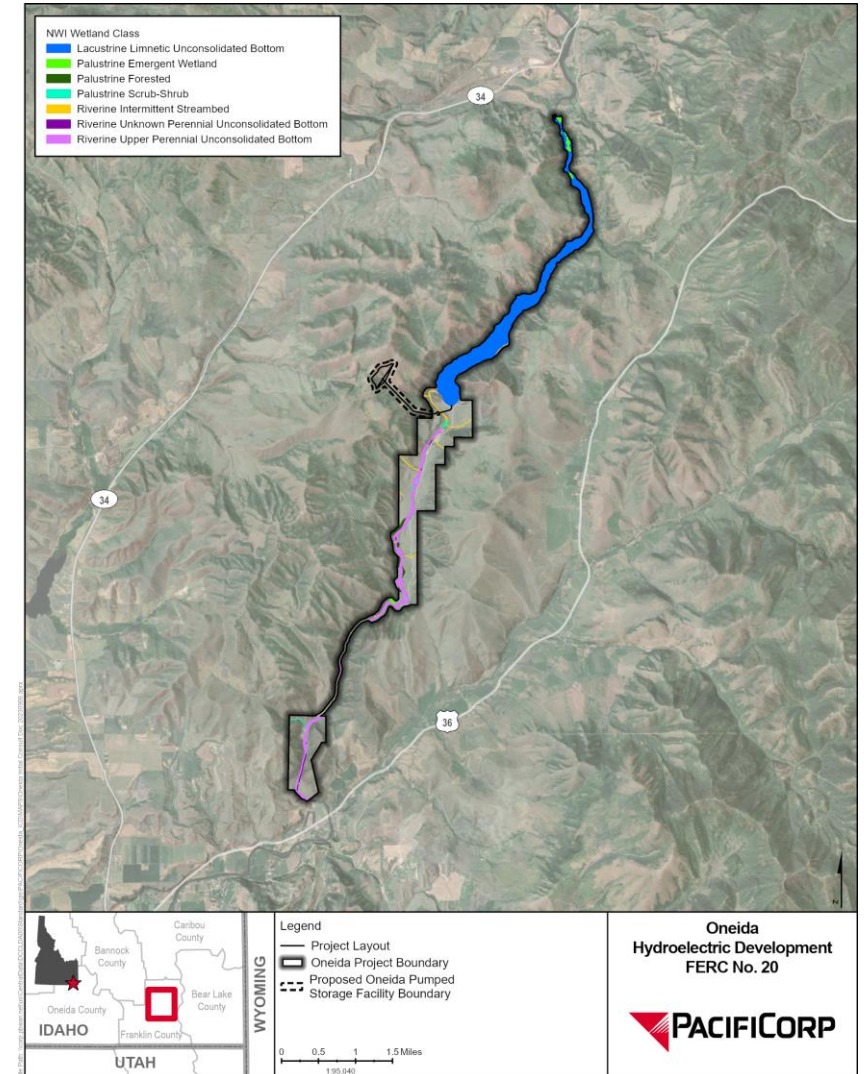 NWI Wetland Class
Lacustrine Limnetic Unconsolidated Bottom
Palustrine Emergent Wetland
Palustrine Forested
Palustrine Scrub-Shrub
Riverine Intermittent Streambed
Riverine Unknown Perennial Unconsolidated Bottom
Riverine Upper Perennial Unconsolidated Bottom
34
34
36
N
Caribou
County
Bannock
County
Bear Lake
County
Oneida County
IDAHO
Franklin County
UTAH
WYOMING
Legend
Project Layout
Oneida Project Boundary
Proposed Oneida Pumped
Storage Facility Boundary
0 0.5 1 1.5 Miles
1:95,040
Oneida
Hydroelectric Development
FERC No. 20
PACIFICORP